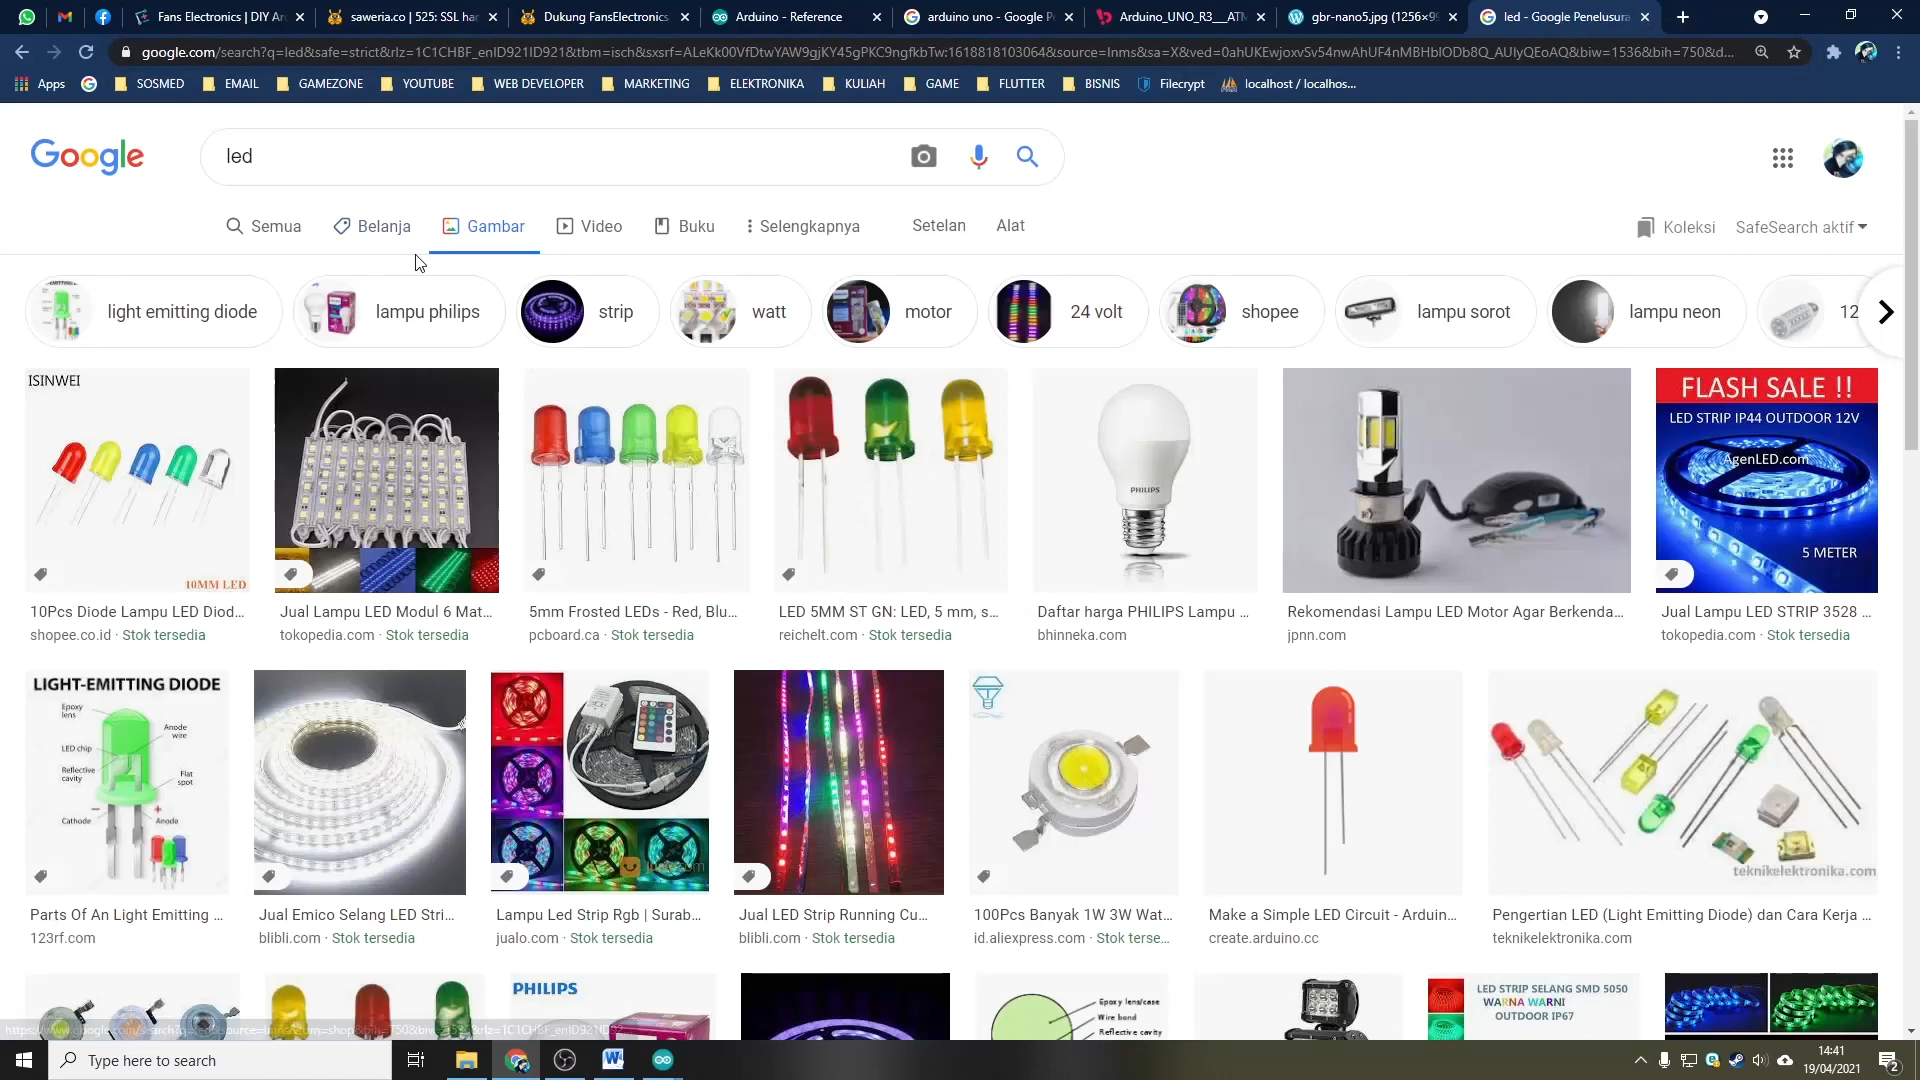 Fans Electronics | DIY Ar
saweria.co | 525: SSL ha
Dukung FansElectronics
Arduino - Reference
arduino uno - Google P
Arduino_UNO_R3__AT
gbr-nano5.jpg (1256×9
led - Google Penelusura
google.com/search?q=led&safe=strict&rlz=1C1CHBF_enID921ID921&tbm=isch&sxsrf=ALeKk00VfDtwYAW9gjKY45gPKC9ngfkbTw:1618818103064&source=lnms&sa=X&ved=0ahUKEwjoxvSv54nwAhUF4nMBHblODb8Q_AUIyQEoAQ&biw=1536&bih=750&d...
Apps
SOSMED
EMAIL
GAMEZONE
YOUTUBE
WEB DEVELOPER
MARKETING
ELEKTRONIKA
KULIAH
GAME
FLUTTER
BISNIS
Filecrypt
localhost / localhos...
Google
led
Semua
Belanja
Gambar
Video
Buku
Selengkapnya
Setelan
Alat
Koleksi
SafeSearch aktif
light emitting diode
lampu philips
strip
watt
motor
24 volt
shopee
lampu sorot
lampu neon
12
ISINWEI
10MM LED
PHILIPS
FLASH SALE !!
LED STRIP IP44 OUTDOOR 12V
AgenLED.com
5 METER
10Pcs Diode Lampu LED Diod...
shopee.co.id · Stok tersedia
Jual Lampu LED Modul 6 Mat...
tokopedia.com · Stok tersedia
5mm Frosted LEDs - Red, Blu...
pcboard.ca · Stok tersedia
LED 5MM ST GN: LED, 5 mm, s...
reichelt.com · Stok tersedia
Daftar harga PHILIPS Lampu ...
bhinneka.com
Rekomendasi Lampu LED Motor Agar Berkenda...
jpnn.com
Jual Lampu LED STRIP 3528 ...
tokopedia.com · Stok tersedia
LIGHT-EMITTING DIODE
Epoxy
lens
Anode
wire
LED chip
Reflective
cavity
Flat
spot
Cathode
Anode
teknikelektronika.com
Parts Of An Light Emitting ...
123rf.com
Jual Emico Selang LED Stri...
blibli.com · Stok tersedia
Lampu Led Strip Rgb | Surab...
jualo.com · Stok tersedia
Jual LED Strip Running Cu...
blibli.com · Stok tersedia
100Pcs Banyak 1W 3W Wat...
id.aliexpress.com · Stok terse...
Make a Simple LED Circuit - Arduin...
create.arduino.cc
Pengertian LED (Light Emitting Diode) dan Cara Kerja ...
teknikelektronika.com
PHILIPS
Epoxy lens/case
Wire bond
Reflective cavity
LED STRIP SELANG SMD 5050
WARNA WARNI
OUTDOOR IP67
Type here to search
14:41
19/04/2021
2